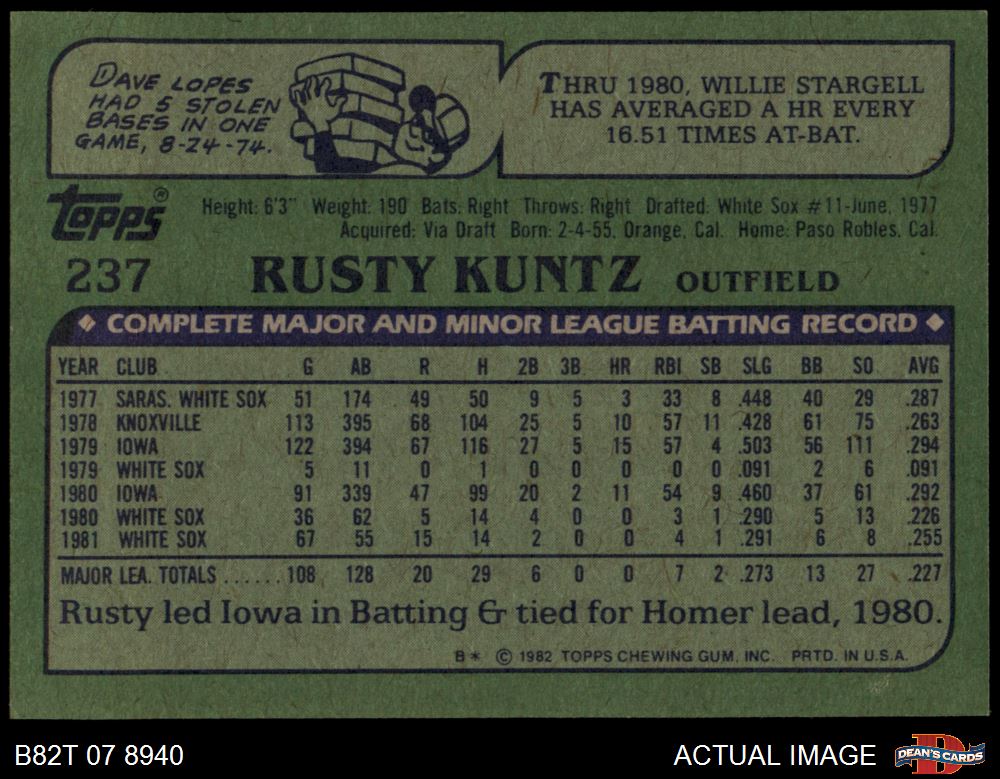 DAVE LOPES
HAD 5 STOLEN
BASES IN ONE
GAME, 8-24-74.
THRU 1980, WILLIE STARGELL
HAS AVERAGED A HR EVERY
16.51 TIMES AT-BAT.
TOPPS®
Height: 6'3" Weight: 190 Bats: Right Throws: Right Drafted: White Sox #11-June, 1977
Acquired: Via Draft Born: 2-4-55, Orange, Cal. Home: Paso Robles, Cal.
237 RUSTY KUNTZ OUTFIELD
◆ COMPLETE MAJOR AND MINOR LEAGUE BATTING RECORD ◆
YEAR CLUB G AB R H 2B 3B HR RBI SB SLG BB SO AVG
1977 SARAS. WHITE SOX 51 174 49 50 9 5 3 33 8 .448 40 29 .287
1978 KNOXVILLE 113 395 68 104 25 5 10 57 11 .428 61 75 .263
1979 IOWA 122 394 67 116 27 5 15 57 4 .503 56 111 .294
1979 WHITE SOX 5 11 0 1 0 0 0 0 0 .091 2 6 .091
1980 IOWA 91 339 47 99 20 2 11 54 9 .460 37 61 .292
1980 WHITE SOX 36 62 5 14 4 0 0 3 1 .290 5 13 .226
1981 WHITE SOX 67 55 15 14 2 0 0 4 1 .291 6 8 .255
MAJOR LEA. TOTALS ...... 108 128 20 29 6 0 0 7 2 .273 13 27 .227
Rusty led Iowa in Batting & tied for Homer lead, 1980.
B* © 1982 TOPPS CHEWING GUM, INC. PRTD. IN U.S.A.
B82T 07 8940 ACTUAL IMAGE D DEAN'S CARDS